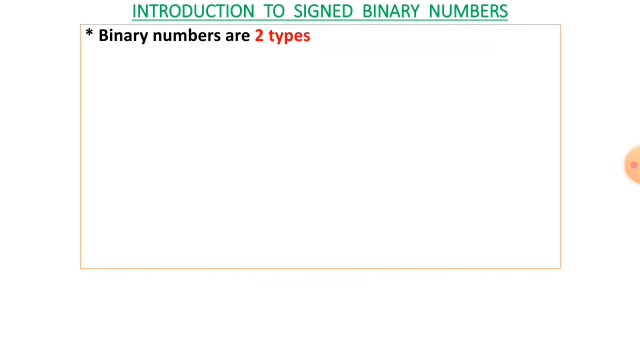 INTRODUCTION TO SIGNED BINARY NUMBERS
* Binary numbers are 2 types